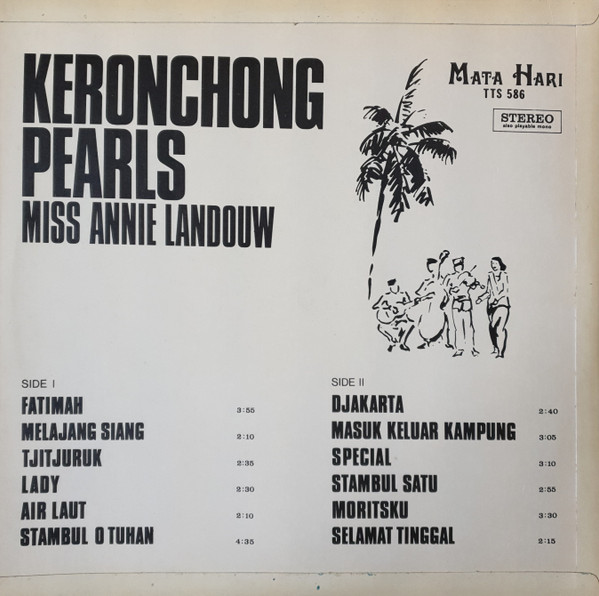 KERONCHONG
PEARLS
MISS ANNIE LANDOUW
MATA HARI
TTS 586
STEREO
also playable mono
SIDE I
FATIMAH 3:55
MELAJANG SIANG 2:10
TJITJURUK 2:35
LADY 2:30
AIR LAUT 2:10
STAMBUL O TUHAN 4:35
SIDE II
DJAKARTA 2:40
MASUK KELUAR KAMPUNG 3:05
SPECIAL 3:10
STAMBUL SATU 2:55
MORITSKU 3:30
SELAMAT TINGGAL 2:15